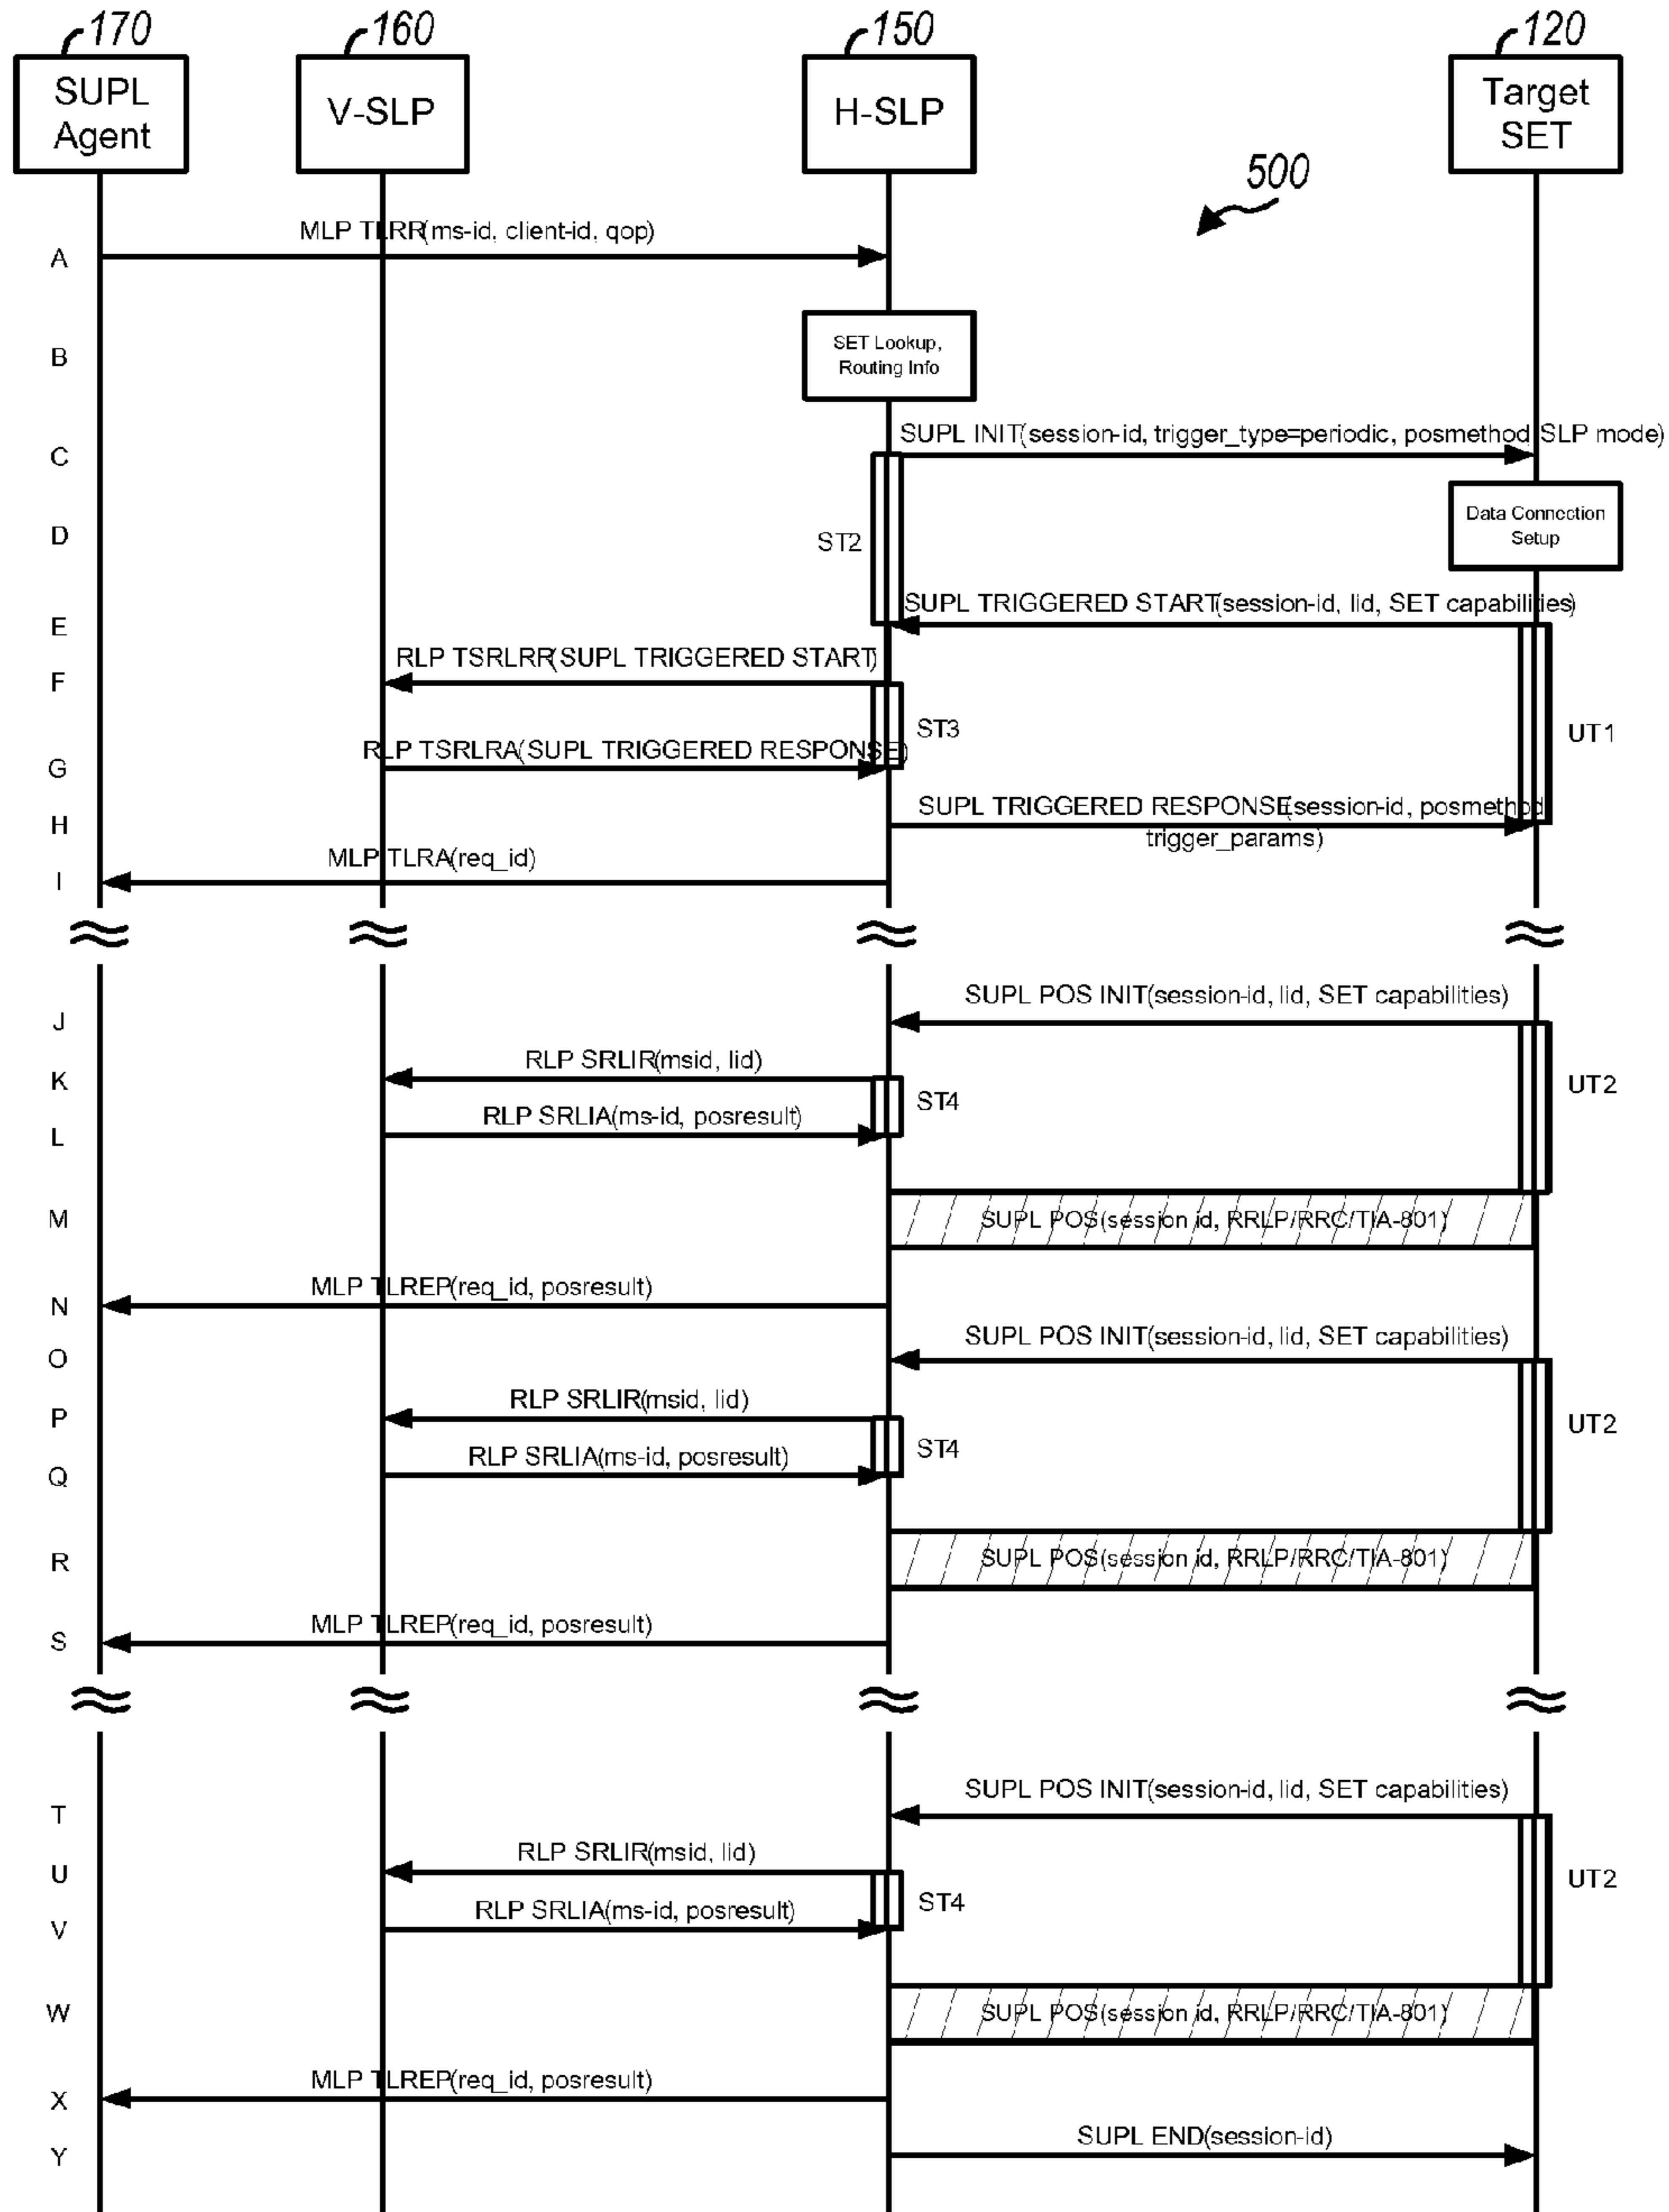 170
160
150
120
SUPL
Agent
V-SLP
H-SLP
Target
SET
500
MLP TLRR(ms-id, client-id, qop)
A
B
SET Lookup,
Routing Info
SUPL INIT(session-id, trigger_type=periodic, posmethod, SLP mode)
C
Data Connection
Setup
D
ST2
SUPL TRIGGERED START(session-id, lid, SET capabilities)
E
RLP TSRLRR(SUPL TRIGGERED START)
F
ST3
UT1
RLP TSRLRA(SUPL TRIGGERED RESPONSE)
G
SUPL TRIGGERED RESPONSE(session-id, posmethod,
trigger_params)
H
MLP TLRA(req_id)
I
SUPL POS INIT(session-id, lid, SET capabilities)
J
RLP SRLIR(msid, lid)
K
ST4
UT2
RLP SRLIA(ms-id, posresult)
L
M
SUPL POS(session id, RRLP/RRC/TIA-801)
MLP TLREP(req_id, posresult)
N
SUPL POS INIT(session-id, lid, SET capabilities)
O
RLP SRLIR(msid, lid)
P
ST4
UT2
RLP SRLIA(ms-id, posresult)
Q
R
SUPL POS(session id, RRLP/RRC/TIA-801)
MLP TLREP(req_id, posresult)
S
SUPL POS INIT(session-id, lid, SET capabilities)
T
RLP SRLIR(msid, lid)
U
ST4
UT2
RLP SRLIA(ms-id, posresult)
V
W
SUPL POS(session id, RRLP/RRC/TIA-801)
MLP TLREP(req_id, posresult)
X
SUPL END(session-id)
Y